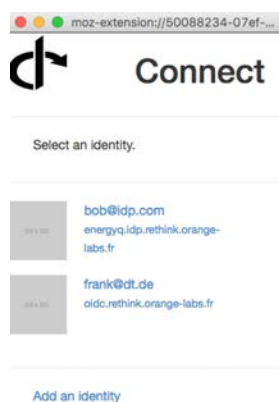 moz-extension://50088234-07ef-...
Connect
Select an identity.
bob@idp.com
energyq.idp.rethink.orange-
labs.fr
frank@dt.de
oidc.rethink.orange-labs.fr
Add an identity